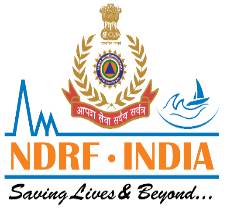 आपदा सेवा सदैव सर्वत्र
NDRF · INDIA
Saving Lives & Beyond...